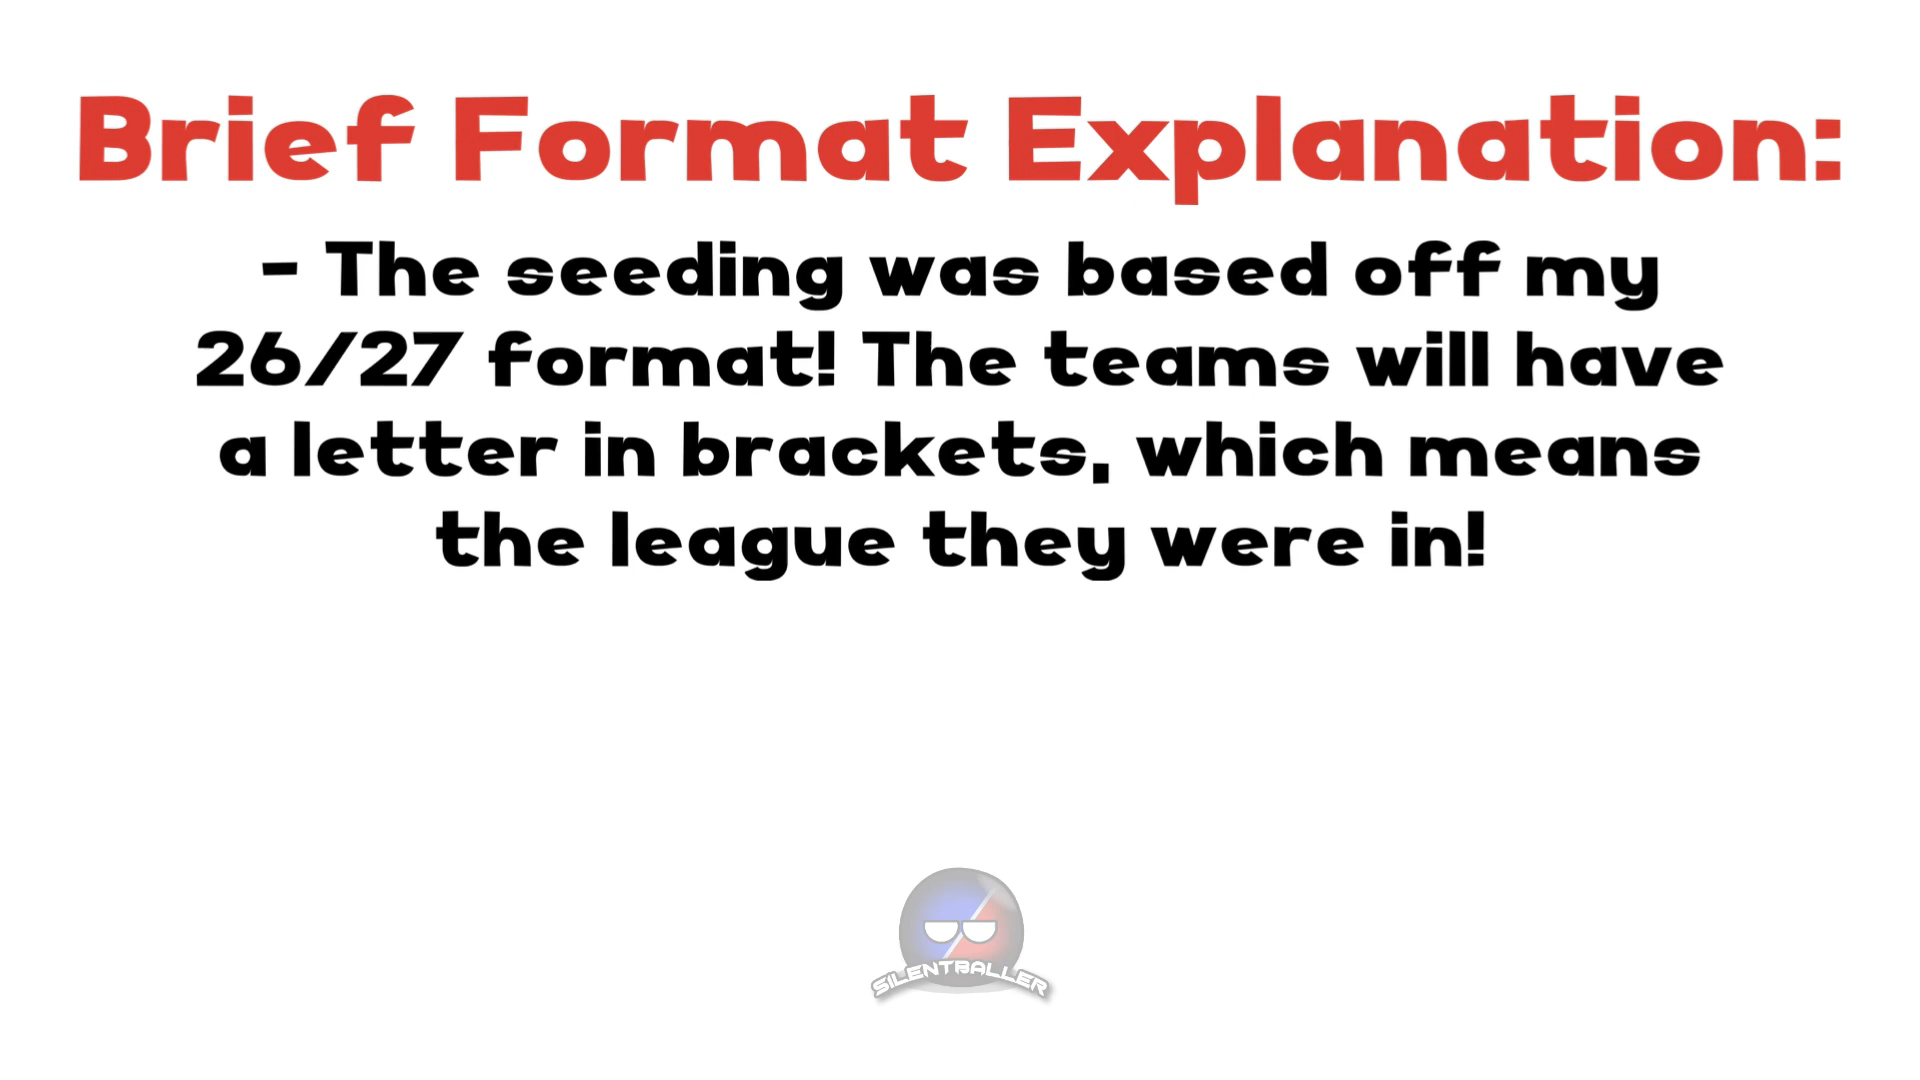 Brief Format Explanation:
- The seeding was based off my
26/27 format! The teams will have
a letter in brackets, which means
the league they were in!
SILENTBALLER